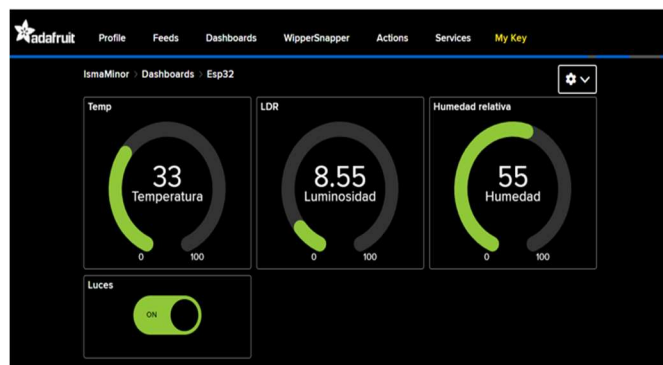 adafruit Profile Feeds Dashboards WipperSnapper Actions Services My Key
IsmaMinor > Dashboards > Esp32
Temp
33
Temperatura
0 100
LDR
8.55
Luminosidad
0 100
Humedad relativa
55
Humedad
0 100
Luces
ON